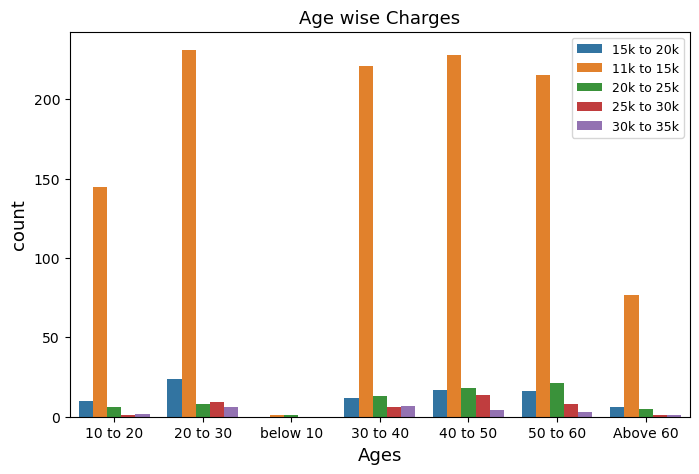 Age wise Charges
15k to 20k
11k to 15k
20k to 25k
25k to 30k
30k to 35k
count
200
150
100
50
0
10 to 20
20 to 30
below 10
30 to 40
40 to 50
50 to 60
Above 60
Ages